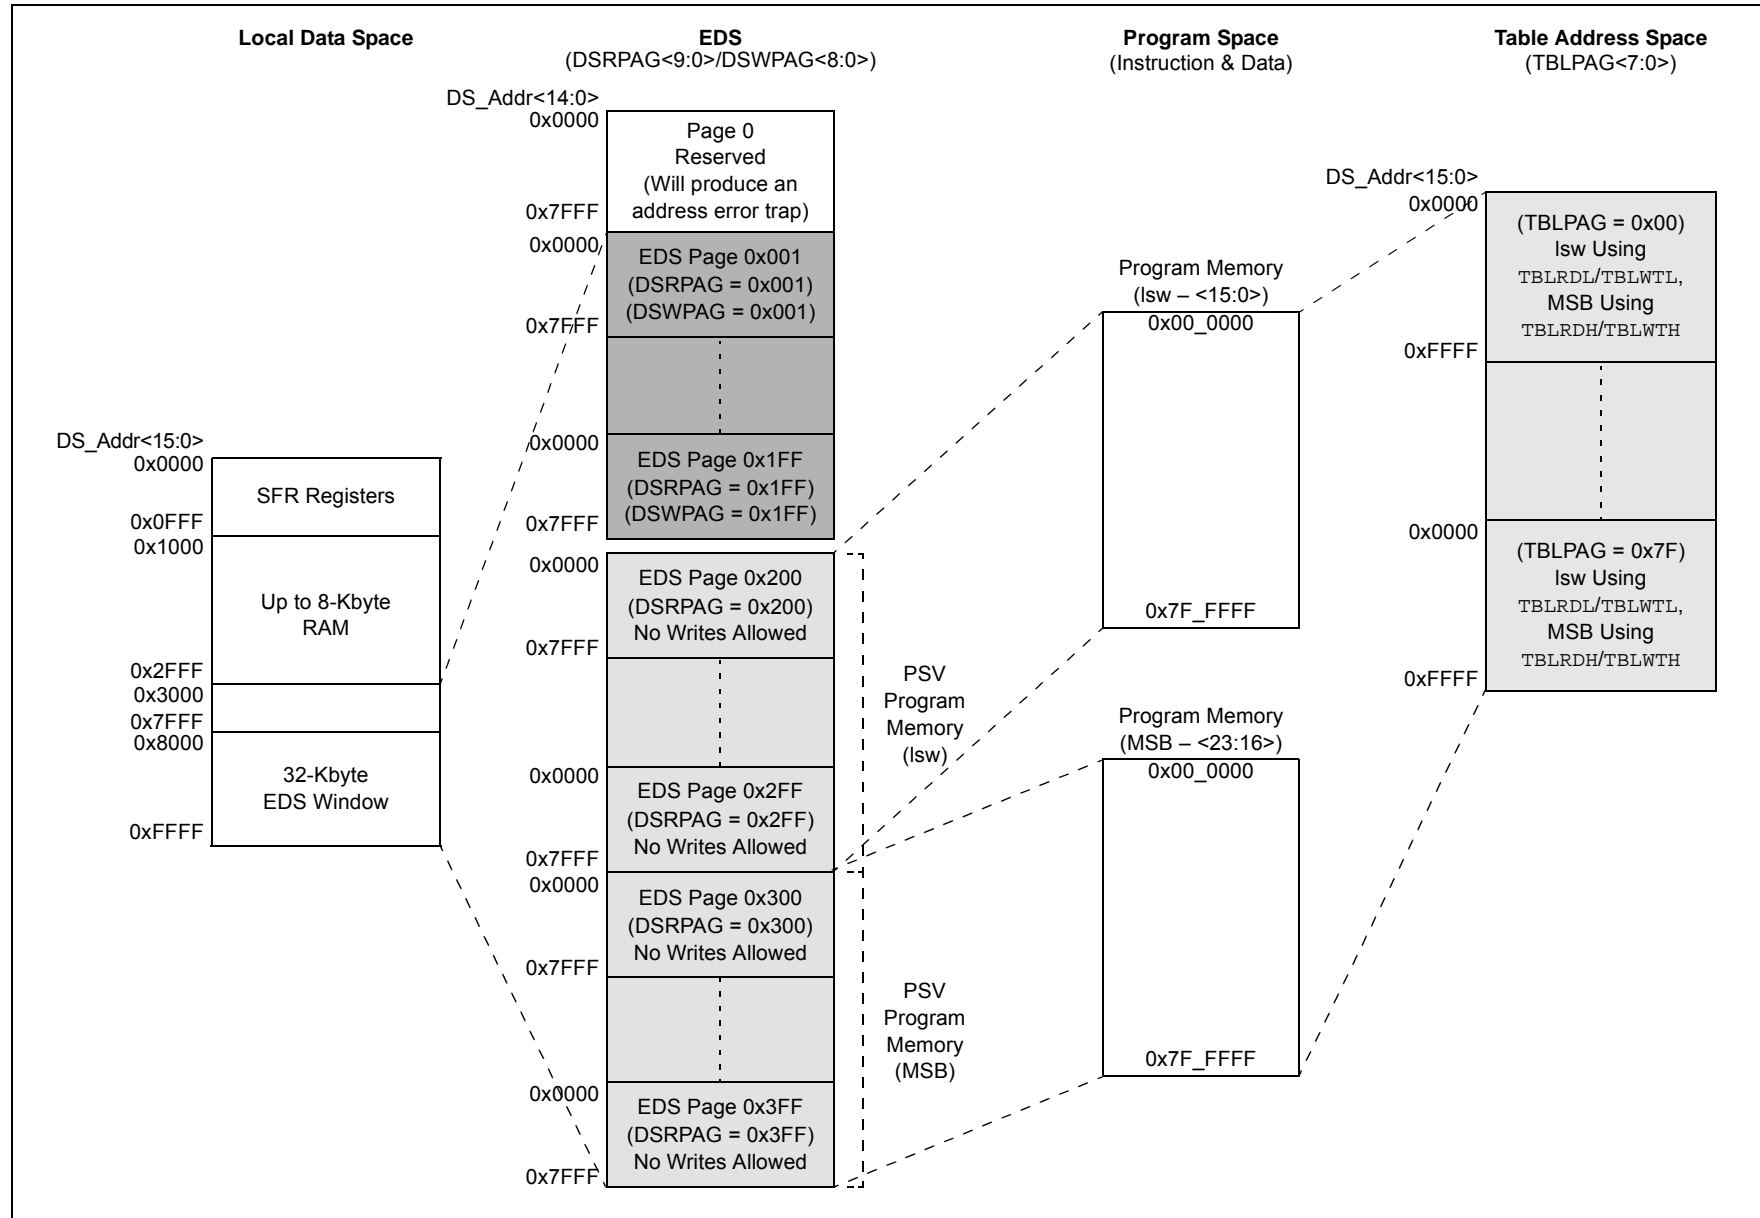 Local Data Space
DS_Addr<15:0>
0x0000
SFR Registers
0x0FFF
0x1000
Up to 8-Kbyte
RAM
0x2FFF
0x3000
0x7FFF
0x8000
32-Kbyte
EDS Window
0xFFFF
EDS
(DSRPAG<9:0>/DSWPAG<8:0>)
DS_Addr<14:0>
0x0000
Page 0
Reserved
(Will produce an
address error trap)
0x7FFF
0x0000
EDS Page 0x001
(DSRPAG = 0x001)
(DSWPAG = 0x001)
0x7FFF
0x0000
EDS Page 0x1FF
(DSRPAG = 0x1FF)
(DSWPAG = 0x1FF)
0x7FFF
0x0000
EDS Page 0x200
(DSRPAG = 0x200)
No Writes Allowed
0x7FFF
0x0000
EDS Page 0x2FF
(DSRPAG = 0x2FF)
No Writes Allowed
0x7FFF
0x0000
EDS Page 0x300
(DSRPAG = 0x300)
No Writes Allowed
0x7FFF
0x0000
EDS Page 0x3FF
(DSRPAG = 0x3FF)
No Writes Allowed
0x7FFF
PSV
Program
Memory
(lsw)
PSV
Program
Memory
(MSB)
Program Space
(Instruction & Data)
Program Memory
(lsw – <15:0>)
0x00_0000
0x7F_FFFF
Program Memory
(MSB – <23:16>)
0x00_0000
0x7F_FFFF
Table Address Space
(TBLPAG<7:0>)
DS_Addr<15:0>
0x0000
(TBLPAG = 0x00)
lsw Using
TBLRDL/TBLWTL,
MSB Using
TBLRDH/TBLWTH
0xFFFF
0x0000
(TBLPAG = 0x7F)
lsw Using
TBLRDL/TBLWTL,
MSB Using
TBLRDH/TBLWTH
0xFFFF